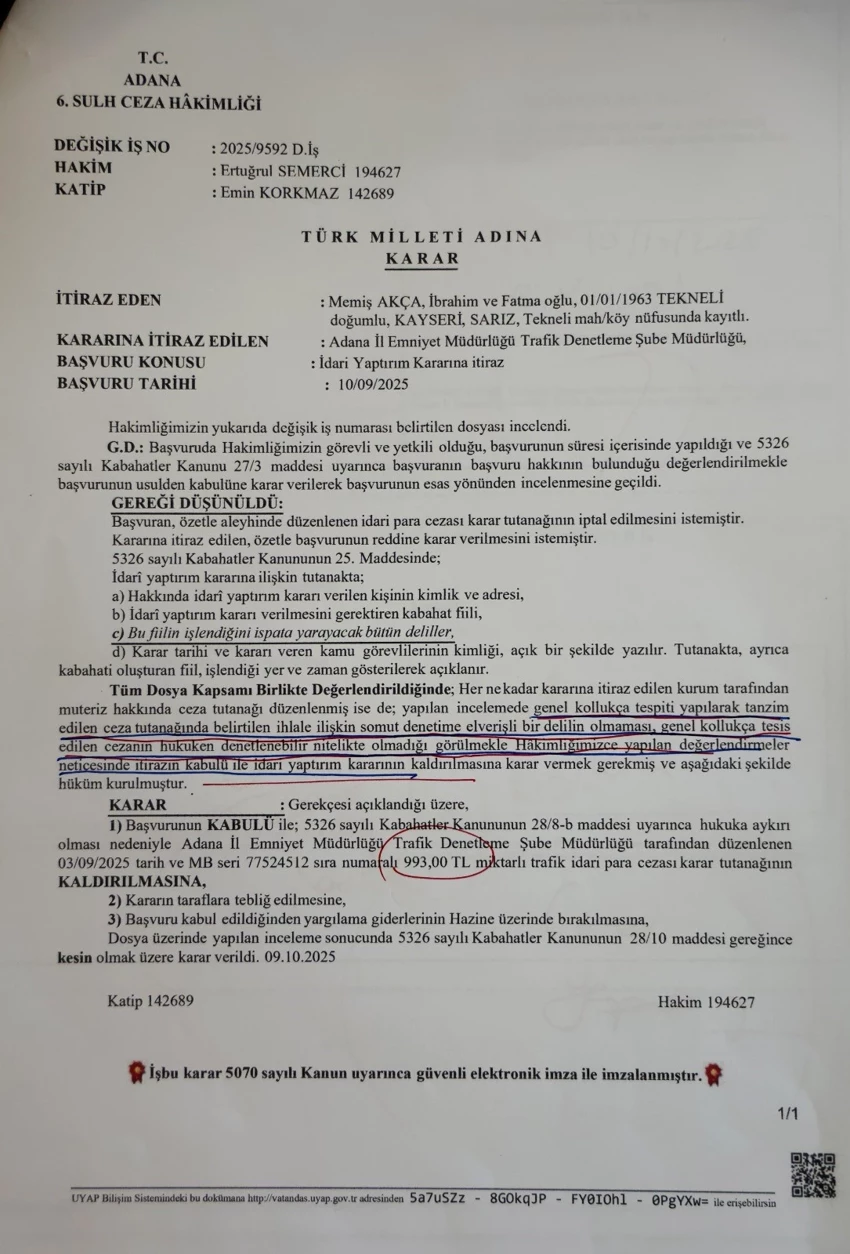 T.C.
ADANA
6. SULH CEZA HÂKİMLİĞİ
DEĞİŞİK İŞ NO : 2025/9592 D.İş
HAKİM : Ertuğrul SEMERCİ 194627
KATİP : Emin KORKMAZ 142689
TÜRK MİLLETİ ADINA
KARAR
İTİRAZ EDEN : Memiş AKÇA, İbrahim ve Fatma oğlu, 01/01/1963 TEKNELİ
doğumlu, KAYSERİ, SARIZ, Tekneli mah/köy nüfusunda kayıtlı.
KARARINA İTİRAZ EDİLEN : Adana İl Emniyet Müdürlüğü Trafik Denetleme Şube Müdürlüğü,
BAŞVURU KONUSU : İdari Yaptırım Kararına itiraz
BAŞVURU TARİHİ : 10/09/2025
Hakimliğimizin yukarıda değişik iş numarası belirtilen dosyası incelendi.
G.D.: Başvuruda Hakimliğimizin görevli ve yetkili olduğu, başvurunun süresi içerisinde yapıldığı ve 5326
sayılı Kabahatler Kanunu 27/3 maddesi uyarınca başvuranın başvuru hakkının bulunduğu değerlendirilmekle
başvurunun usulden kabulüne karar verilerek başvurunun esas yönünden incelenmesine geçildi.
GEREĞİ DÜŞÜNÜLDÜ:
Başvuran, özetle aleyhinde düzenlenen idari para cezası karar tutanağının iptal edilmesini istemiştir.
Kararına itiraz edilen, özetle başvurunun reddine karar verilmesini istemiştir.
5326 sayılı Kabahatler Kanununun 25. Maddesinde;
İdarî yaptırım kararına ilişkin tutanakta;
a) Hakkında idarî yaptırım kararı verilen kişinin kimlik ve adresi,
b) İdarî yaptırım kararı verilmesini gerektiren kabahat fiili,
c) Bu fiilin işlendiğini ispata yarayacak bütün deliller,
d) Karar tarihi ve kararı veren kamu görevlilerinin kimliği, açık bir şekilde yazılır. Tutanakta, ayrıca
kabahati oluşturan fiil, işlendiği yer ve zaman gösterilerek açıklanır.
Tüm Dosya Kapsamı Birlikte Değerlendirildiğinde; Her ne kadar kararına itiraz edilen kurum tarafından
muteriz hakkında ceza tutanağı düzenlenmiş ise de; yapılan incelemede genel kollukça tespiti yapılarak tanzim
edilen ceza tutanağında belirtilen ihlale ilişkin somut denetime elverişli bir delilin olmaması, genel kollukça tesis
edilen cezanın hukuken denetlenebilir nitelikte olmadığı görülmekle Hâkimliğimizce yapılan değerlendirmeler
neticesinde itirazın kabulü ile idari yaptırım kararının kaldırılmasına karar vermek gerekmiş ve aşağıdaki şekilde
hüküm kurulmuştur.
KARAR : Gerekçesi açıklandığı üzere,
1) Başvurunun KABULÜ ile; 5326 sayılı Kabahatler Kanununun 28/8-b maddesi uyarınca hukuka aykırı
olması nedeniyle Adana İl Emniyet Müdürlüğü Trafik Denetleme Şube Müdürlüğü tarafından düzenlenen
03/09/2025 tarih ve MB seri 77524512 sıra numaralı 993,00 TL miktarlı trafik idari para cezası karar tutanağının
KALDIRILMASINA,
2) Kararın taraflara tebliğ edilmesine,
3) Başvuru kabul edildiğinden yargılama giderlerinin Hazine üzerinde bırakılmasına,
Dosya üzerinde yapılan inceleme sonucunda 5326 sayılı Kabahatler Kanununun 28/10 maddesi gereğince
kesin olmak üzere karar verildi. 09.10.2025
Katip 142689 Hakim 194627
İşbu karar 5070 sayılı Kanun uyarınca güvenli elektronik imza ile imzalanmıştır.
1/1
UYAP Bilişim Sistemindeki bu dokümana http://vatandas.uyap.gov.tr adresinden 5a7uSZz - 8GOkqJP - FY0IOhl - 0PgYXw= ile erişebilirsin